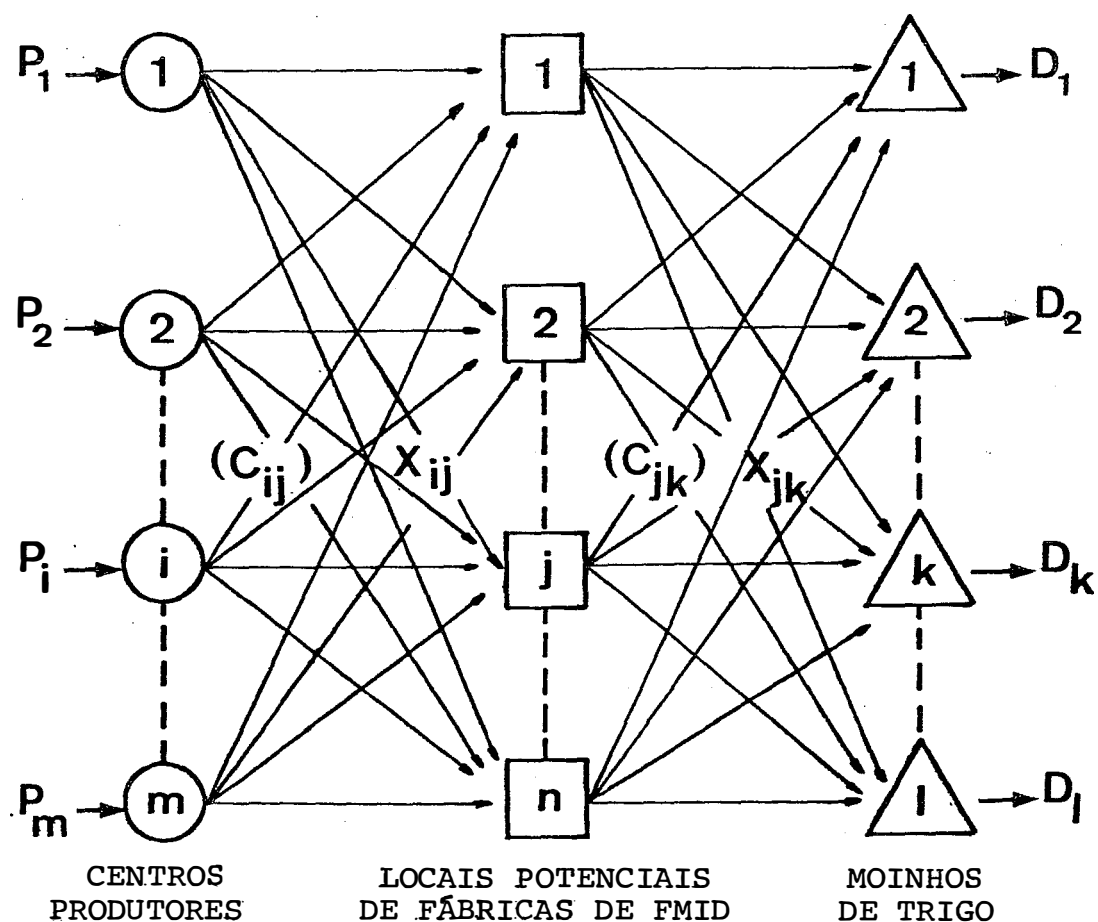 P1 1 1 1 D1
P2 2 2 2 D2
(Cij) Xij (Cjk) Xjk
Pi i j k Dk
Pm m n l Dl
CENTROS PRODUTORES
LOCAIS POTENCIAIS DE FÁBRICAS DE FMID
MOINHOS DE TRIGO